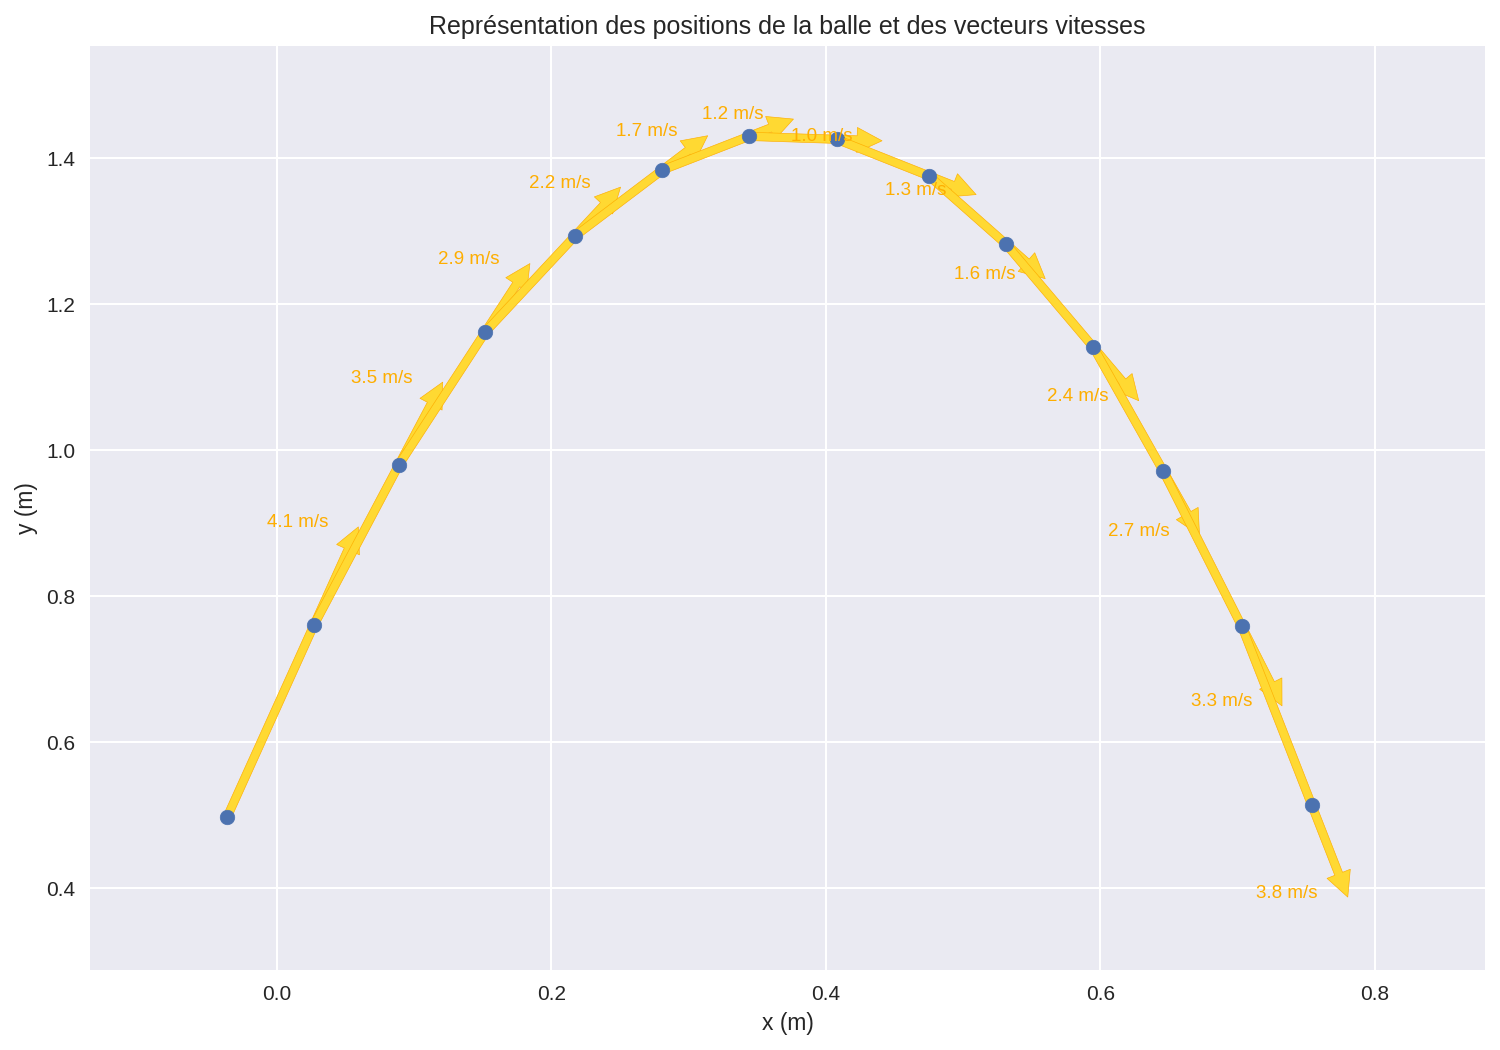 Représentation des positions de la balle et des vecteurs vitesses
1.2 m/s
1.7 m/s
1.0 m/s
1.4
2.2 m/s
1.3 m/s
2.9 m/s
1.6 m/s
1.2
3.5 m/s
2.4 m/s
1.0
4.1 m/s
2.7 m/s
y (m)
0.8
3.3 m/s
0.6
0.4
3.8 m/s
0.0 0.2 0.4 0.6 0.8
x (m)